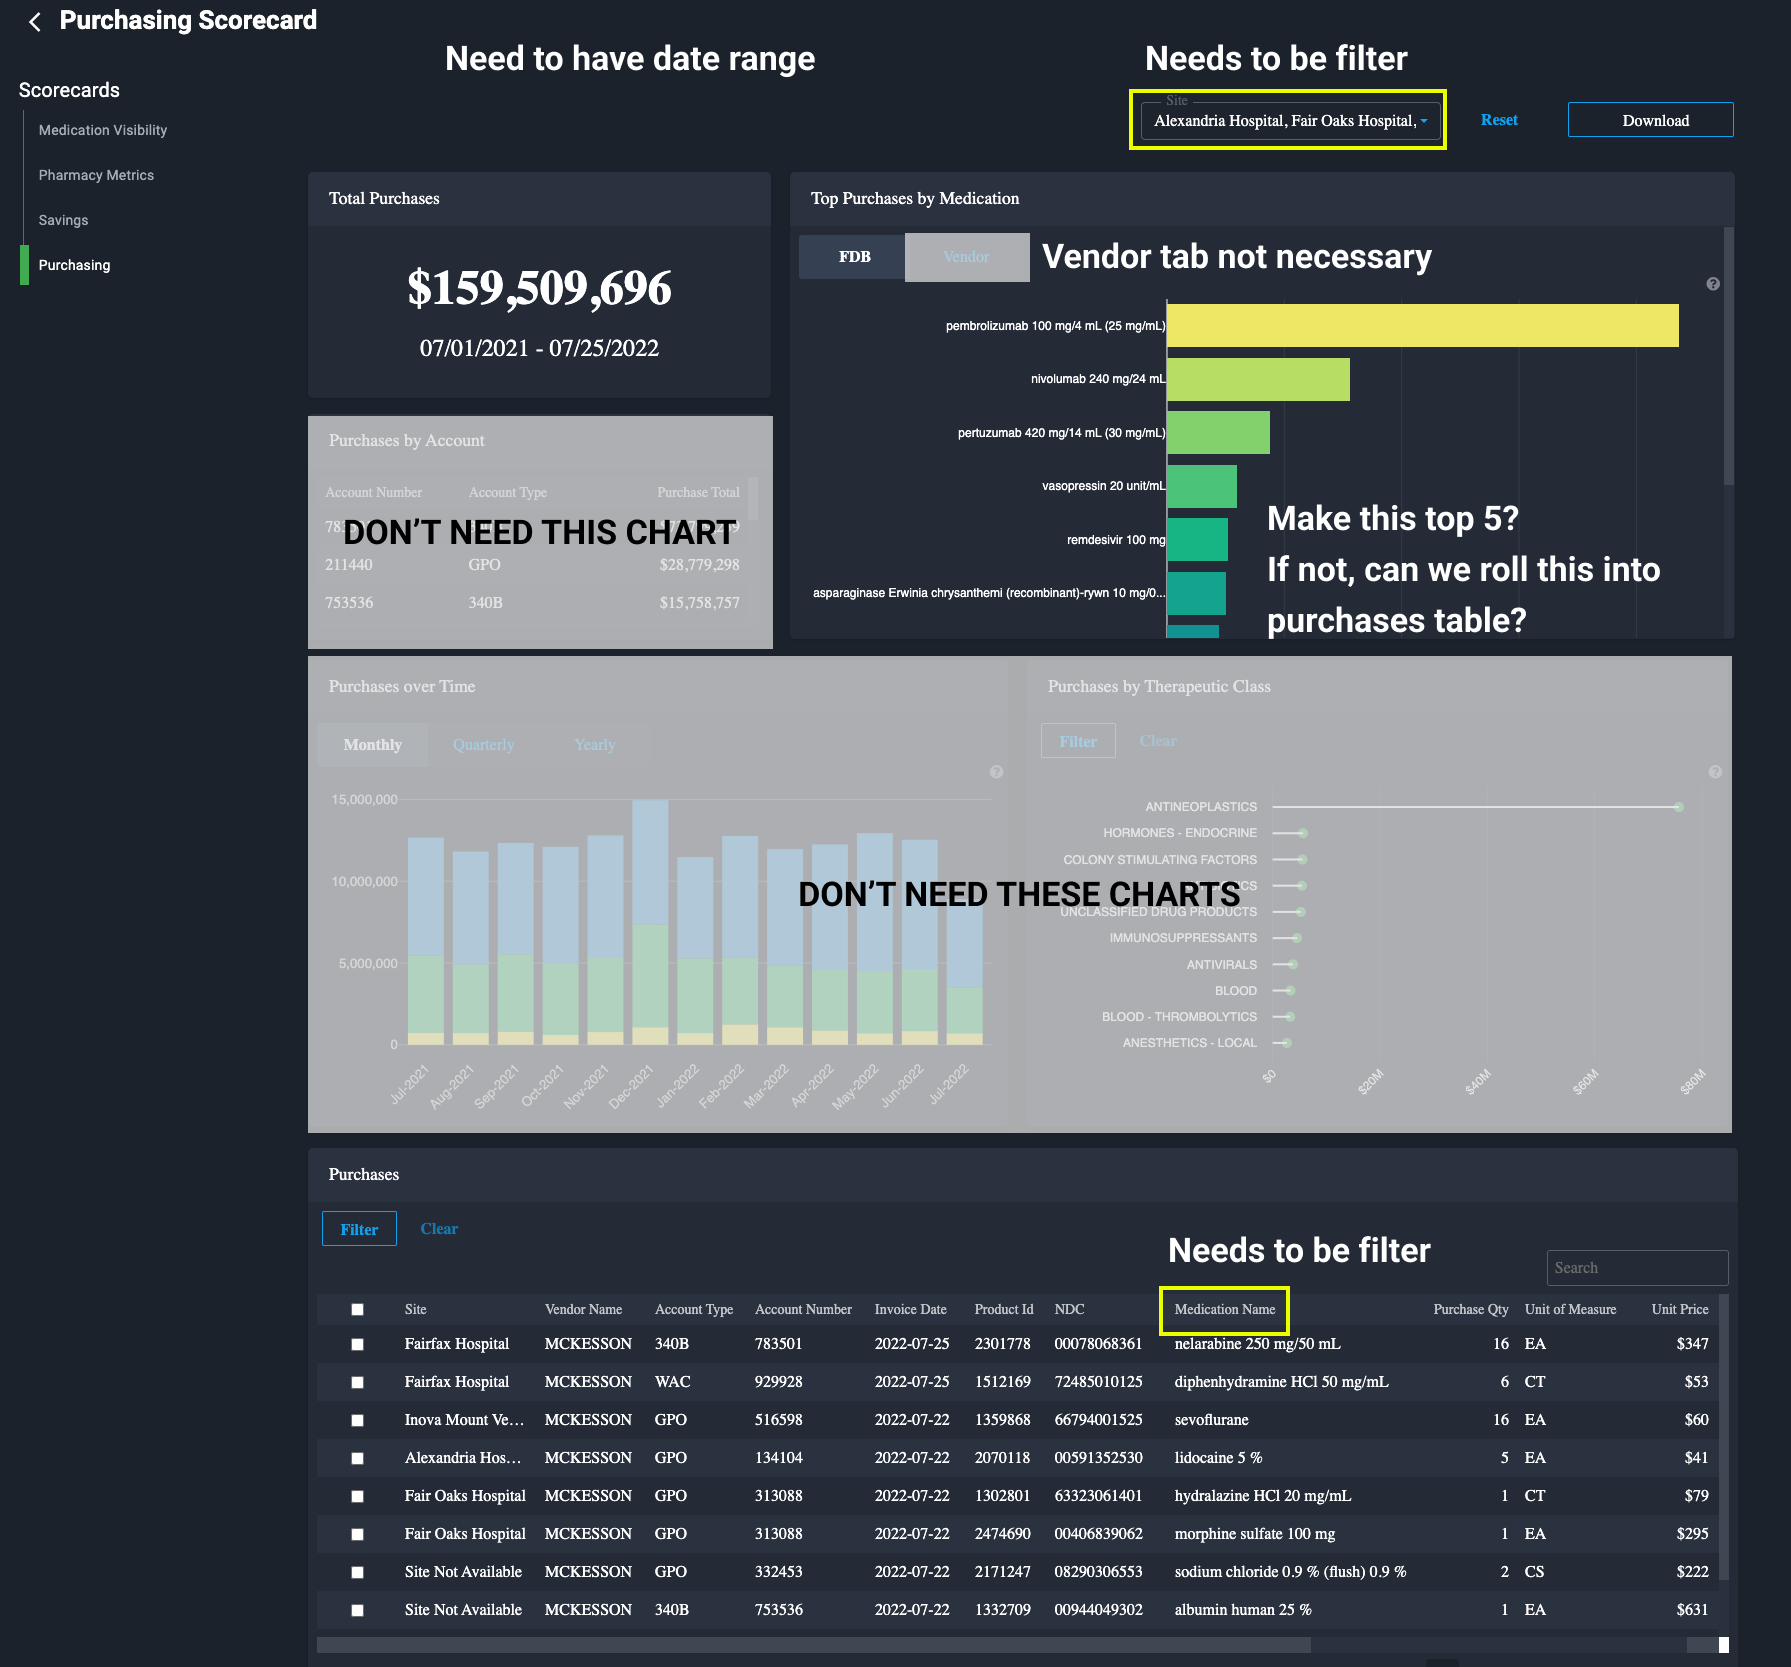 Purchasing Scorecard
Need to have date range
Needs to be filter
Scorecards
Medication Visibility
Pharmacy Metrics
Savings
Purchasing
Site
Alexandria Hospital, Fair Oaks Hospital,
Reset
Download
Total Purchases
$159,509,696
07/01/2021 - 07/25/2022
Top Purchases by Medication
FDB
Vendor
Vendor tab not necessary
?
pembrolizumab 100 mg/4 mL (25 mg/mL)
nivolumab 240 mg/24 mL
pertuzumab 420 mg/14 mL (30 mg/mL)
vasopressin 20 unit/mL
remdesivir 100 mg
asparaginase Erwinia chrysanthemi (recombinant)-rywn 10 mg/0...
Make this top 5?
If not, can we roll this into
purchases table?
Purchases by Account
Account Number Account Type Purchase Total
DON'T NEED THIS CHART
211440 GPO $28,779,298
753536 340B $15,758,757
Purchases over Time
Monthly Quarterly Yearly
?
15,000,000
10,000,000
5,000,000
0
Jul-2021
Aug-2021
Sep-2021
Oct-2021
Nov-2021
Dec-2021
Jan-2022
Feb-2022
Mar-2022
Apr-2022
May-2022
Jun-2022
Jul-2022
DON'T NEED THESE CHARTS
Purchases by Therapeutic Class
Filter Clear
?
ANTINEOPLASTICS
HORMONES - ENDOCRINE
COLONY STIMULATING FACTORS
UNCLASSIFIED DRUG PRODUCTS
IMMUNOSUPPRESSANTS
ANTIVIRALS
BLOOD
BLOOD - THROMBOLYTICS
ANESTHETICS - LOCAL
$0
$20M
$40M
$60M
$80M
Purchases
Filter Clear
Needs to be filter
Search
Site Vendor Name Account Type Account Number Invoice Date Product Id NDC Medication Name Purchase Qty Unit of Measure Unit Price
Fairfax Hospital MCKESSON 340B 783501 2022-07-25 2301778 00078068361 nelarabine 250 mg/50 mL 16 EA $347
Fairfax Hospital MCKESSON WAC 929928 2022-07-25 1512169 72485010125 diphenhydramine HCl 50 mg/mL 6 CT $53
Inova Mount Ve... MCKESSON GPO 516598 2022-07-22 1359868 66794001525 sevoflurane 16 EA $60
Alexandria Hos... MCKESSON GPO 134104 2022-07-22 2070118 00591352530 lidocaine 5 % 5 EA $41
Fair Oaks Hospital MCKESSON GPO 313088 2022-07-22 1302801 63323061401 hydralazine HCl 20 mg/mL 1 CT $79
Fair Oaks Hospital MCKESSON GPO 313088 2022-07-22 2474690 00406839062 morphine sulfate 100 mg 1 EA $295
Site Not Available MCKESSON GPO 332453 2022-07-22 2171247 08290306553 sodium chloride 0.9 % (flush) 0.9 % 2 CS $222
Site Not Available MCKESSON 340B 753536 2022-07-22 1332709 00944049302 albumin human 25 % 1 EA $631